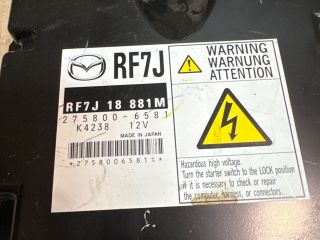 RF7J
RF7J 18 881M
275800-6581
K4238 12V
MADE IN JAPAN
*2758006581*
WARNING
WARNUNG
ATTENTION
Hazardous high voltage.
Turn the starter switch to the LOCK position
if it is necessary to check or repair
the computer, harness, or connectors.